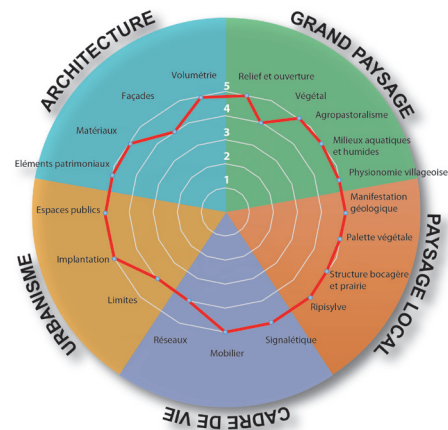 ARCHITECTURE
GRAND PAYSAGE
PAYSAGE LOCAL
CADRE DE VIE
URBANISME
Volumétrie
Façades
Matériaux
Eléments patrimoniaux
Espaces publics
Implantation
Limites
Réseaux
Mobilier
Signalétique
Ripisylve
Structure bocagère
et prairie
Palette végétale
Manifestation
géologique
Physionomie villageoise
Milieux aquatiques
et humides
Agropastoralisme
Végétal
Relief et ouverture
5
4
3
2
1